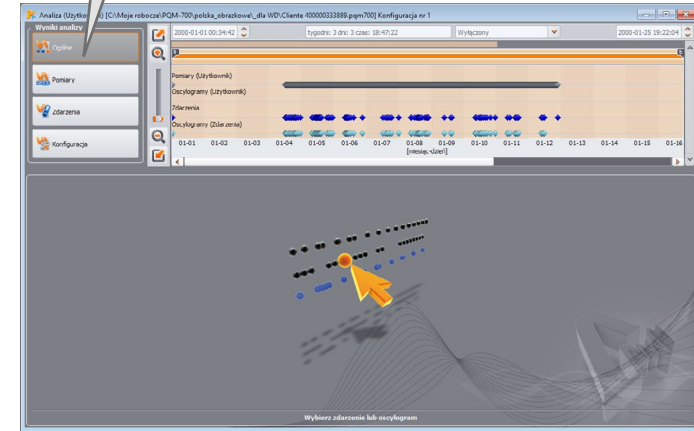 Analiza (Użytkownik) [C:\Moje robocze\PQM-700\polska_obrazkowe\_dla WD\Cliente 400000333889.pqm700] Konfiguracja nr 1
Wyniki analizy
Ogólne
Pomiary
Zdarzenia
Konfiguracja
2000-01-01 00:34:42
tygodni: 3 dni: 3 czas: 18:47:22
Wyłączony
2000-01-25 19:22:04
Pomiary (Użytkownik)
Oscylogramy (Użytkownik)
Zdarzenia
Oscylogramy (Zdarzenia)
01-01 01-02 01-03 01-04 01-05 01-06 01-07 01-08 01-09 01-10 01-11 01-12 01-13 01-14 01-15 01-16
[miesiąc-dzień]
Wybierz zdarzenie lub oscylogram